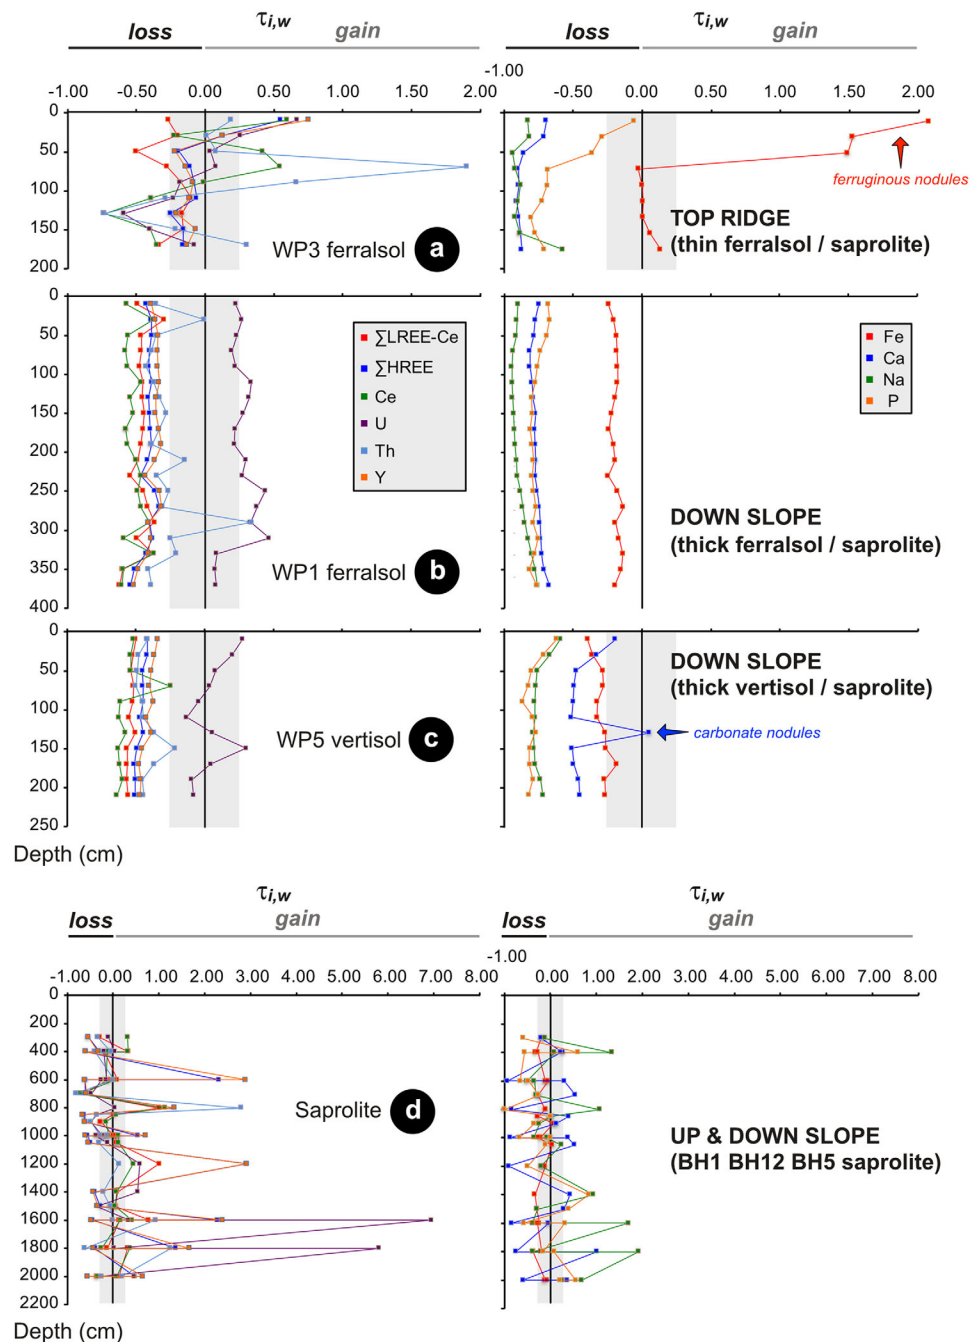 τi,w τi,w
loss gain loss gain
-1.00 -0.50 0.00 0.50 1.00 1.50 2.00
-1.00 -0.50 0.00 0.50 1.00 1.50 2.00
0
50
100
150
200
WP3 ferralsol a
ferruginous nodules
TOP RIDGE
(thin ferralsol / saprolite)
0
50
100
150
200
250
300
350
400
∑LREE-Ce
∑HREE
Ce
U
Th
Y
WP1 ferralsol b
Fe
Ca
Na
P
DOWN SLOPE
(thick ferralsol / saprolite)
0
50
100
150
200
250
WP5 vertisol c
DOWN SLOPE
(thick vertisol / saprolite)
carbonate nodules
Depth (cm)
τi,w τi,w
loss gain loss gain
-1.00 0.00 1.00 2.00 3.00 4.00 5.00 6.00 7.00 8.00
-1.00 0.00 1.00 2.00 3.00 4.00 5.00 6.00 7.00 8.00
0
200
400
600
800
1000
1200
1400
1600
1800
2000
2200
Saprolite d
UP & DOWN SLOPE
(BH1 BH12 BH5 saprolite)
Depth (cm)